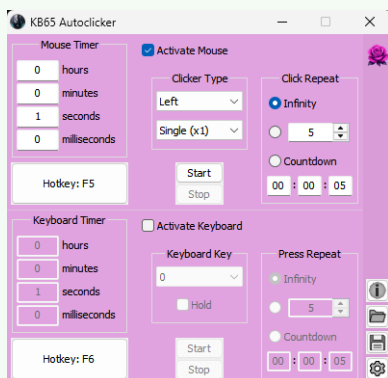 KB65 Autoclicker
Mouse Timer
0 hours
0 minutes
1 seconds
0 milliseconds
Hotkey: F5
Activate Mouse
Clicker Type
Left
Single (x1)
Start
Stop
Click Repeat
Infinity
5
Countdown
00 : 00 : 05
Keyboard Timer
0 hours
0 minutes
1 seconds
0 milliseconds
Hotkey: F6
Activate Keyboard
Keyboard Key
0
Hold
Start
Stop
Press Repeat
Infinity
5
Countdown
00 : 00 : 05